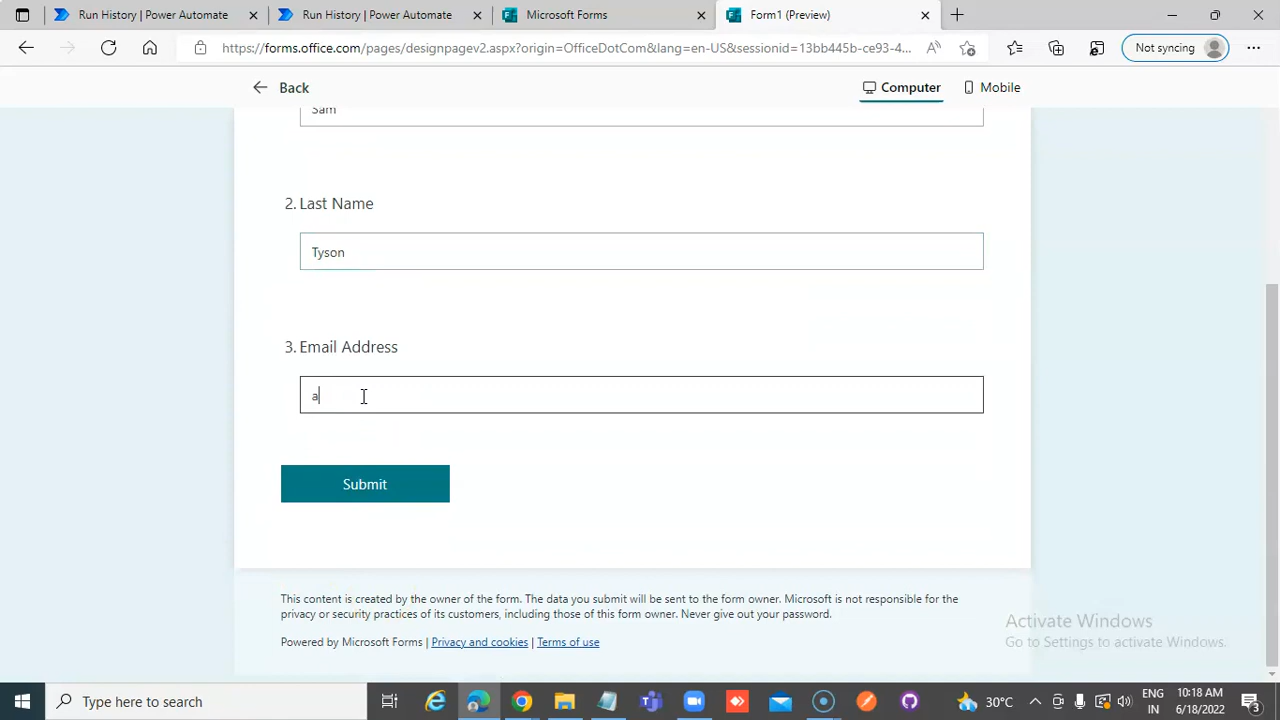 Run History | Power Automate
Run History | Power Automate
Microsoft Forms
Form1 (Preview)
https://forms.office.com/pages/designpagev2.aspx?origin=OfficeDotCom&lang=en-US&sessionid=13bb445b-ce93-4...
Not syncing
Back
Computer
Mobile
Sam
2. Last Name
Tyson
3. Email Address
a
Submit
This content is created by the owner of the form. The data you submit will be sent to the form owner. Microsoft is not responsible for the
privacy or security practices of its customers, including those of this form owner. Never give out your password.
Powered by Microsoft Forms | Privacy and cookies | Terms of use
Activate Windows
Go to Settings to activate Windows.
Type here to search
30°C
ENG
IN
10:18 AM
6/18/2022
3